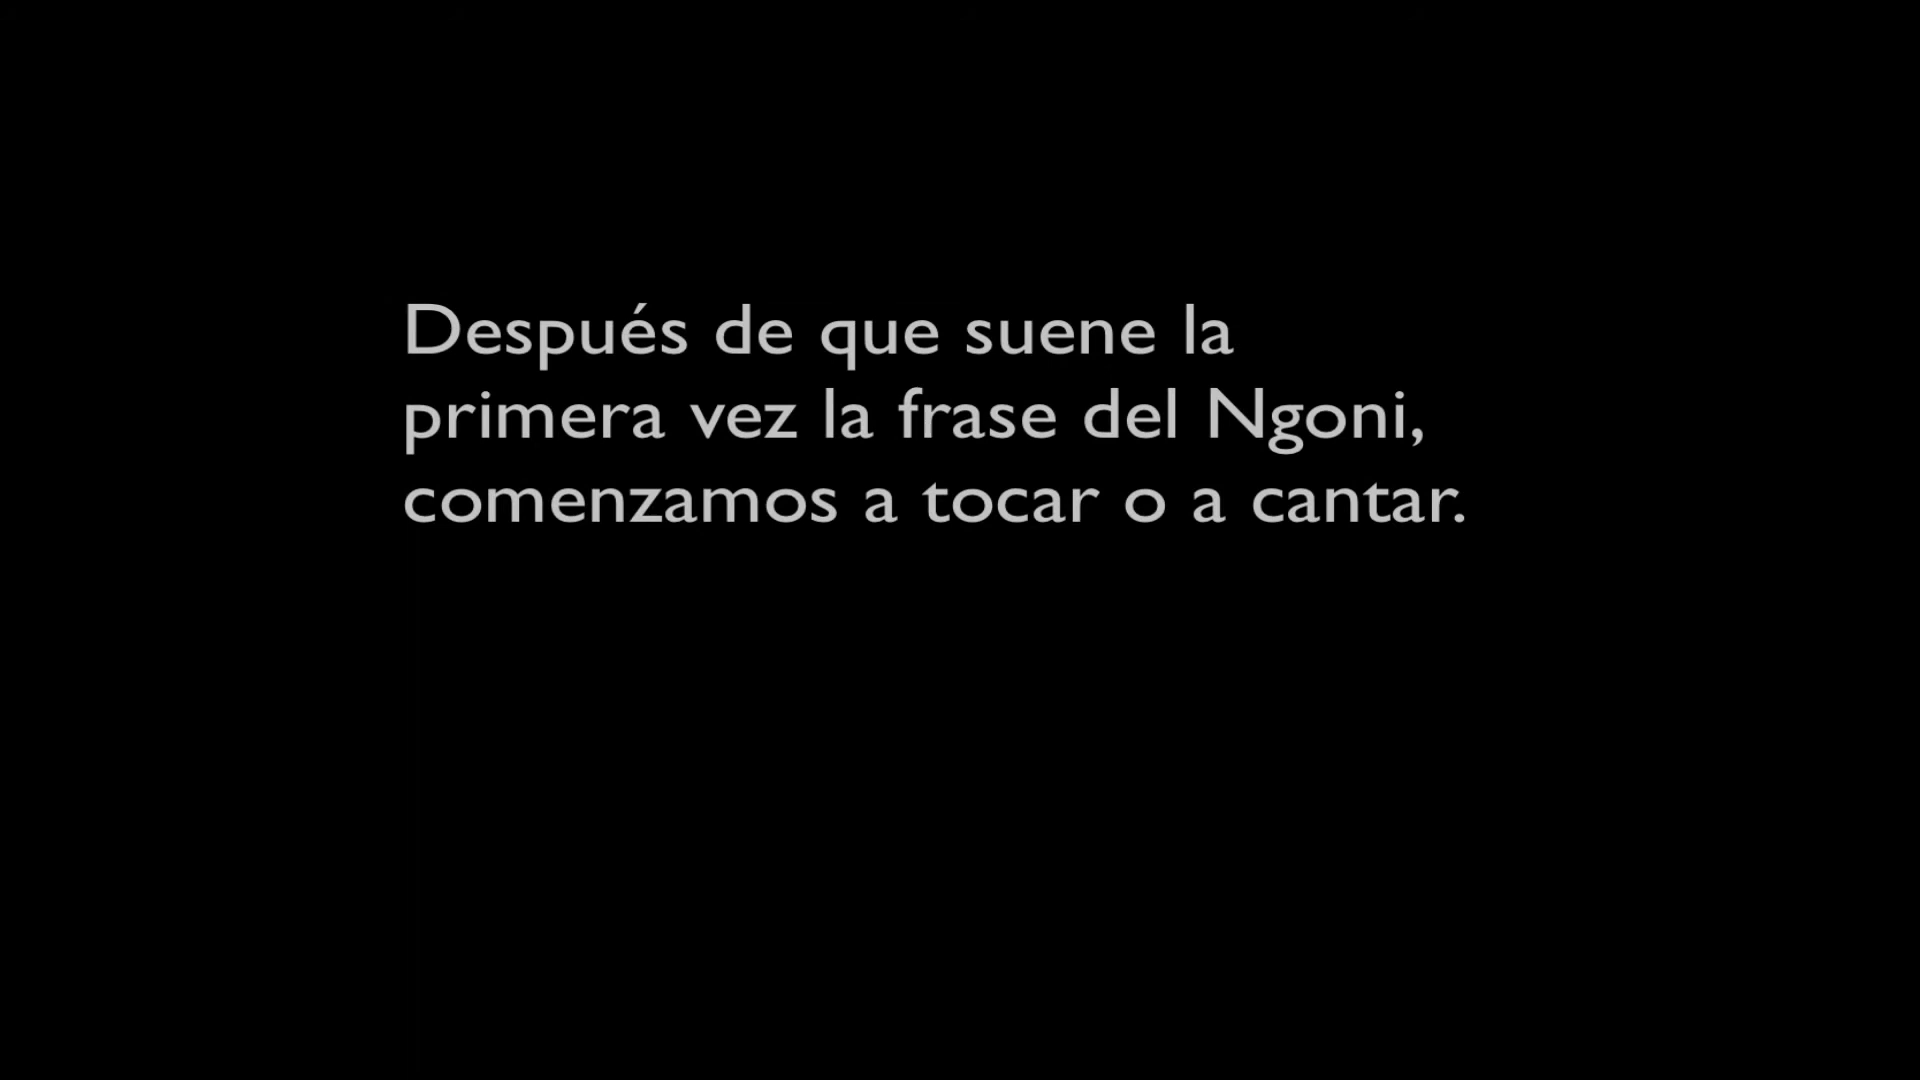 Después de que suene la
primera vez la frase del Ngoni,
comenzamos a tocar o a cantar.